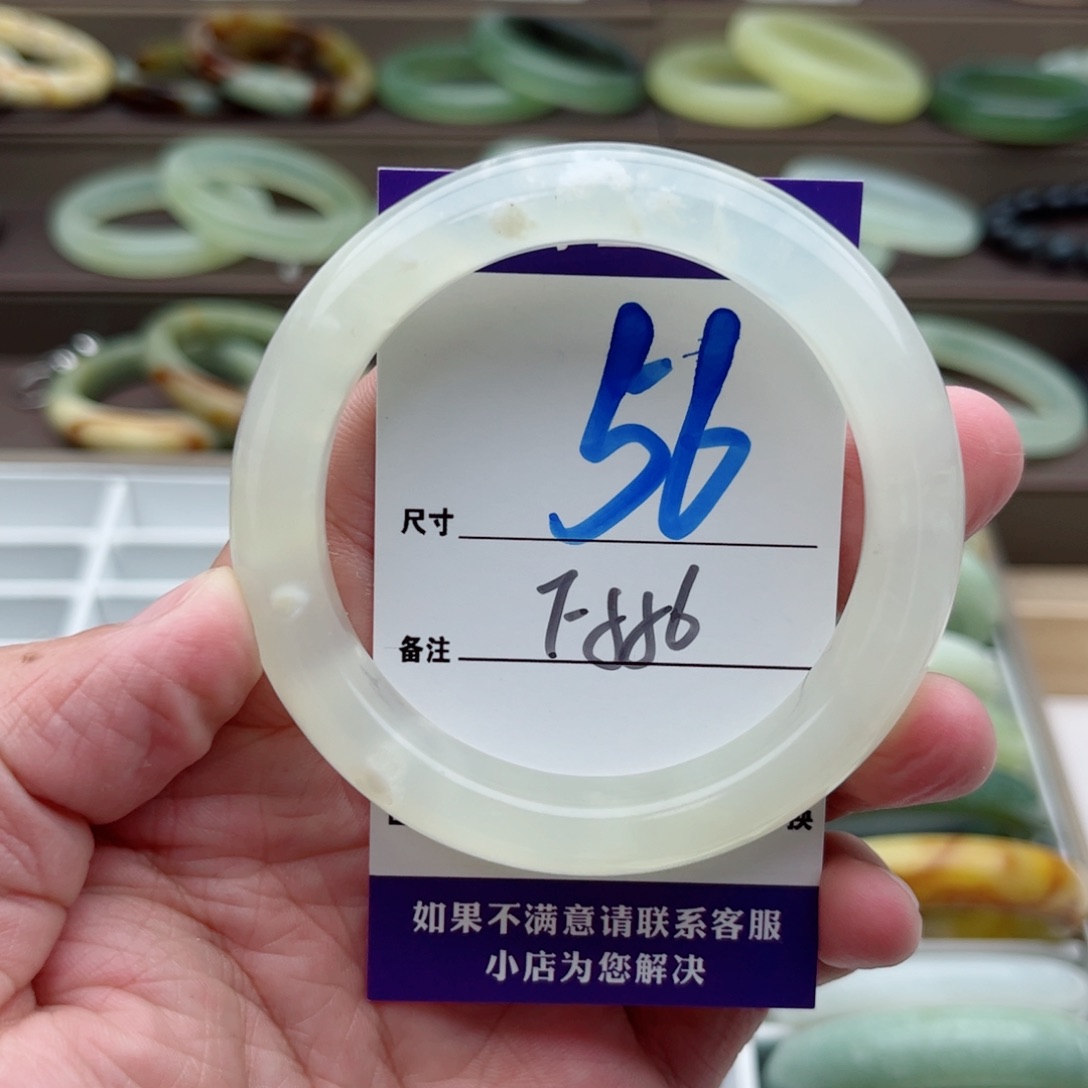 尺寸 56
备注 7-886
换
如果不满意请联系客服
小店为您解决